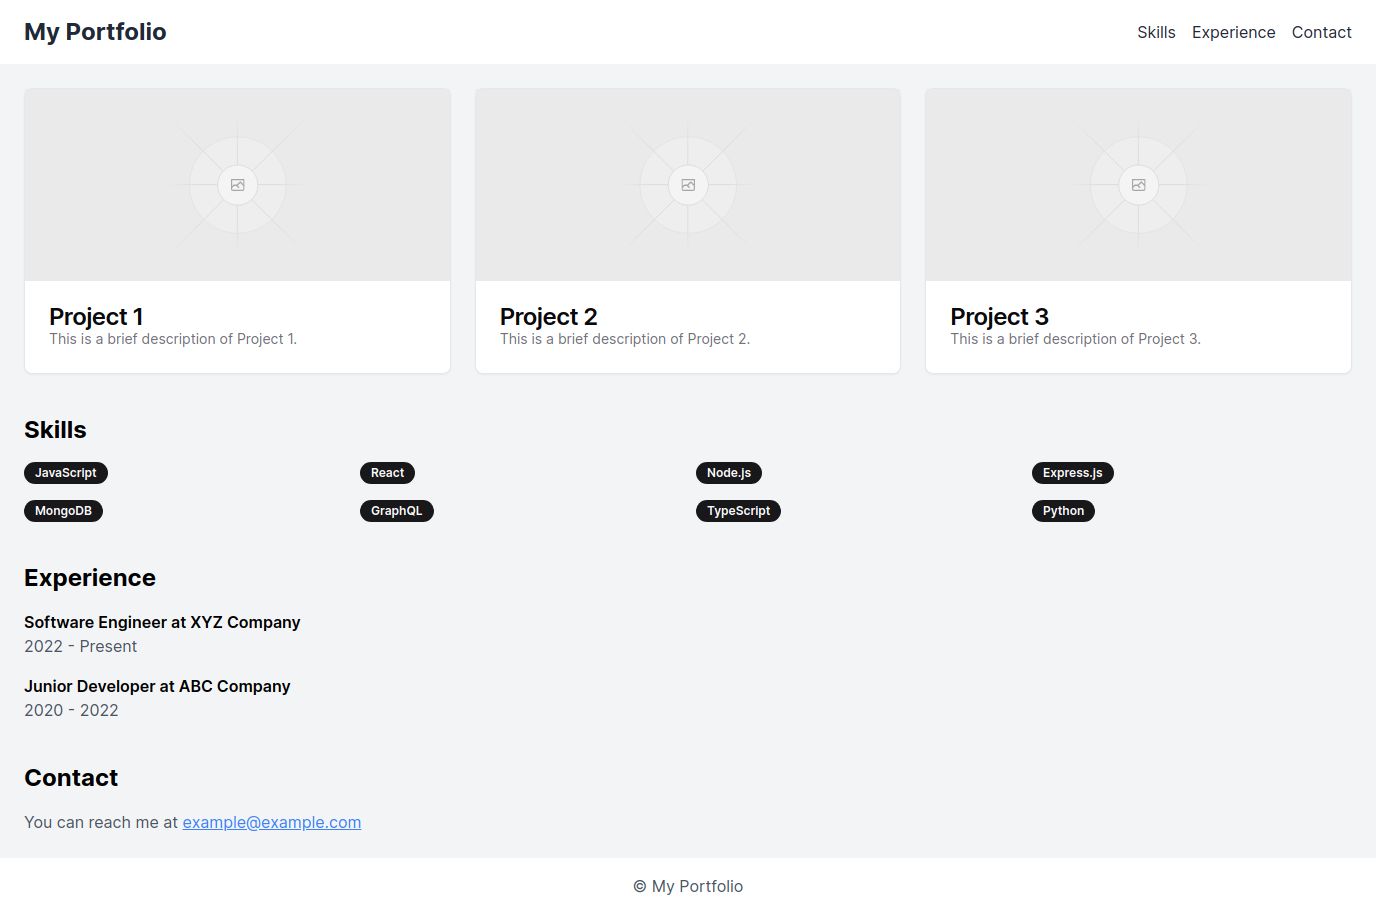 My Portfolio
Skills Experience Contact
Project 1
This is a brief description of Project 1.
Project 2
This is a brief description of Project 2.
Project 3
This is a brief description of Project 3.
Skills
JavaScript React Node.js Express.js
MongoDB GraphQL TypeScript Python
Experience
Software Engineer at XYZ Company
2022 - Present
Junior Developer at ABC Company
2020 - 2022
Contact
You can reach me at example@example.com
© My Portfolio